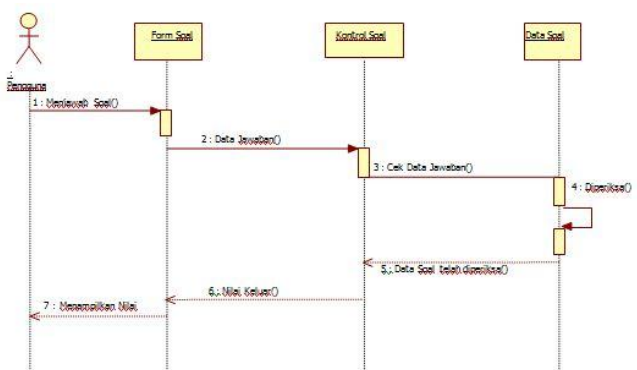 Form Soal
Kontrol Soal
Data Soal
:
Pengguna
1 : Menjawab Soal()
2 : Data Jawaban()
3 : Cek Data Jawaban()
4 : Diperiksa()
5 : Data Soal telah diperiksa()
6 : Nilai Keluar()
7 : Menampilkan Nilai